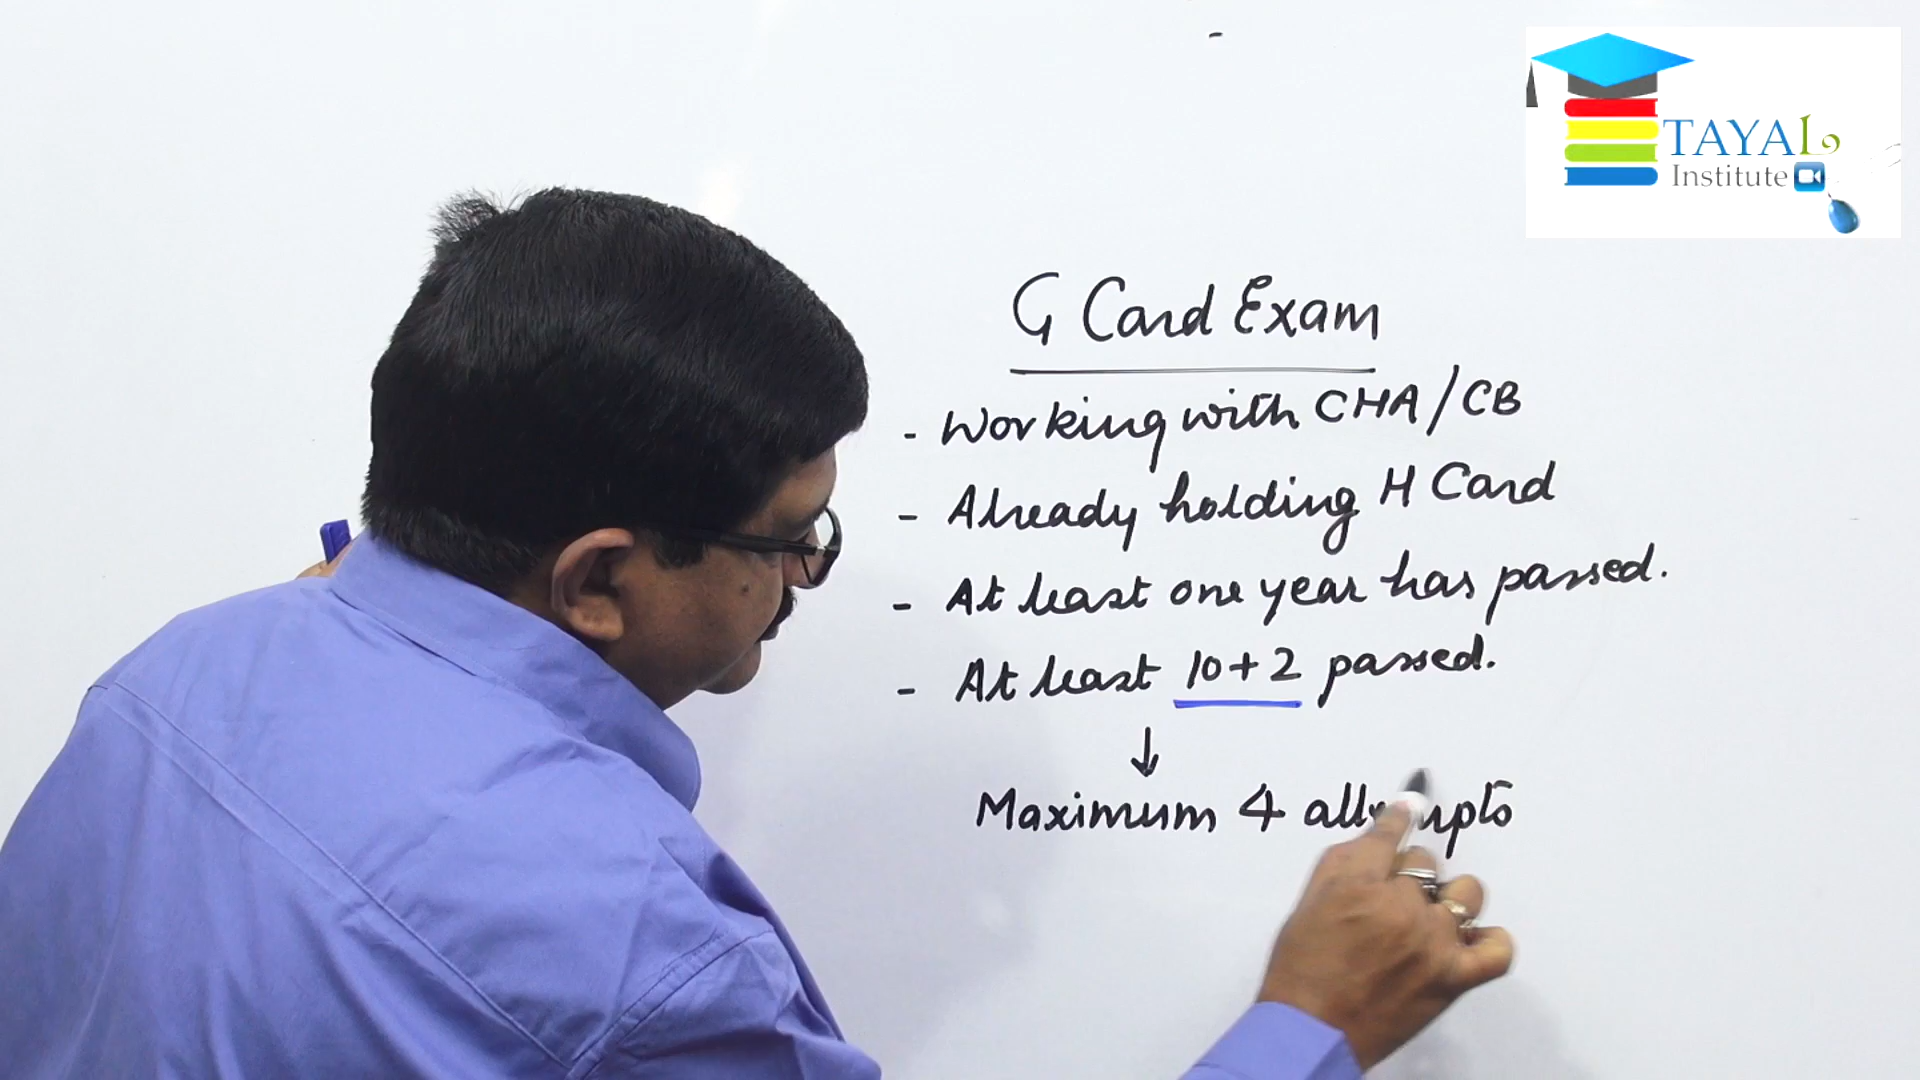 TAYAL
Institute
G Card Exam
- Working with CHA/CB
- Already holding H Card
- At least one year has passed.
- At least 10+2 passed.
↓
Maximum 4 attempts